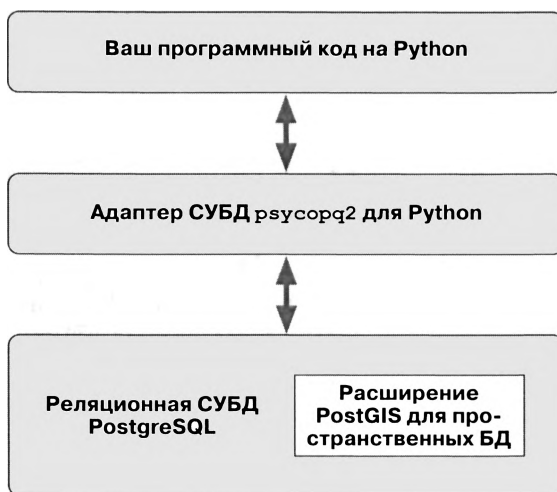 Ваш программный код на Python
Адаптер СУБД psycopq2 для Python
Реляционная СУБД
PostgreSQL
Расширение
PostGIS для про-
странственных БД